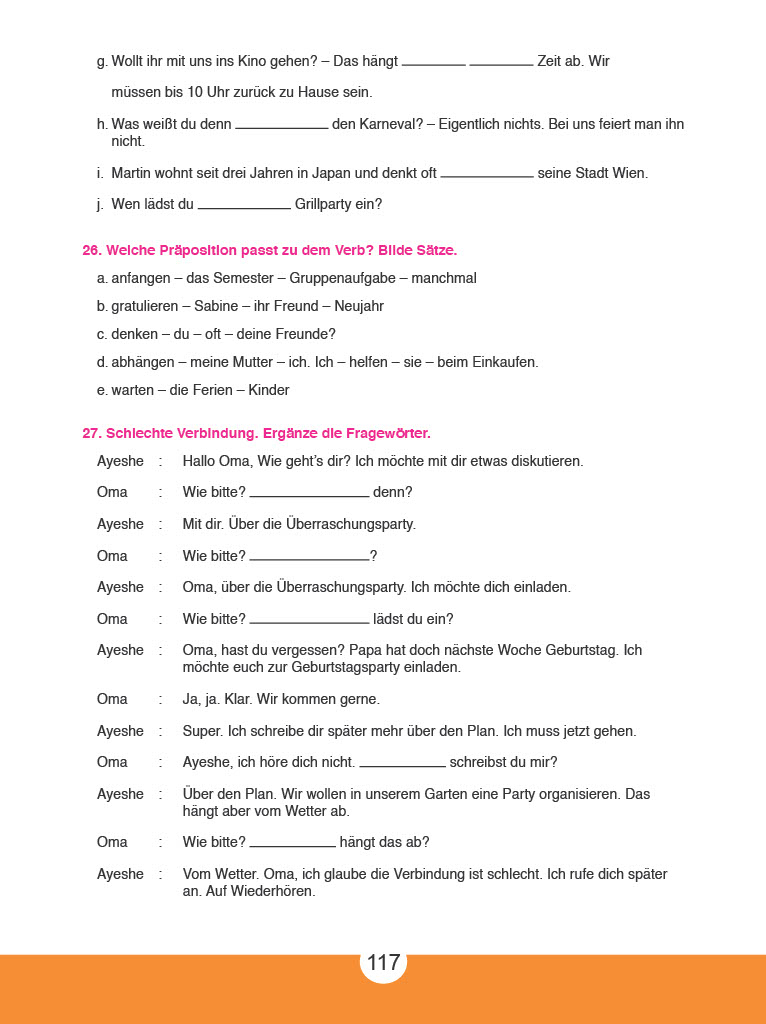 g. Wollt ihr mit uns ins Kino gehen? – Das hängt ________ ________ Zeit ab. Wir
müssen bis 10 Uhr zurück zu Hause sein.
h. Was weißt du denn ____________ den Karneval? – Eigentlich nichts. Bei uns feiert man ihn
nicht.
i. Martin wohnt seit drei Jahren in Japan und denkt oft ____________ seine Stadt Wien.
j. Wen lädst du ____________ Grillparty ein?
26. Welche Präposition passt zu dem Verb? Bilde Sätze.
a. anfangen – das Semester – Gruppenaufgabe – manchmal
b. gratulieren – Sabine – ihr Freund – Neujahr
c. denken – du – oft – deine Freunde?
d. abhängen – meine Mutter – ich. Ich – helfen – sie – beim Einkaufen.
e. warten – die Ferien – Kinder
27. Schlechte Verbindung. Ergänze die Fragewörter.
Ayeshe : Hallo Oma, Wie geht’s dir? Ich möchte mit dir etwas diskutieren.
Oma : Wie bitte? _______________ denn?
Ayeshe : Mit dir. Über die Überraschungsparty.
Oma : Wie bitte? _______________?
Ayeshe : Oma, über die Überraschungsparty. Ich möchte dich einladen.
Oma : Wie bitte? _______________ lädst du ein?
Ayeshe : Oma, hast du vergessen? Papa hat doch nächste Woche Geburtstag. Ich
möchte euch zur Geburtstagsparty einladen.
Oma : Ja, ja. Klar. Wir kommen gerne.
Ayeshe : Super. Ich schreibe dir später mehr über den Plan. Ich muss jetzt gehen.
Oma : Ayeshe, ich höre dich nicht. ___________ schreibst du mir?
Ayeshe : Über den Plan. Wir wollen in unserem Garten eine Party organisieren. Das
hängt aber vom Wetter ab.
Oma : Wie bitte? ___________ hängt das ab?
Ayeshe : Vom Wetter. Oma, ich glaube die Verbindung ist schlecht. Ich rufe dich später
an. Auf Wiederhören.
117